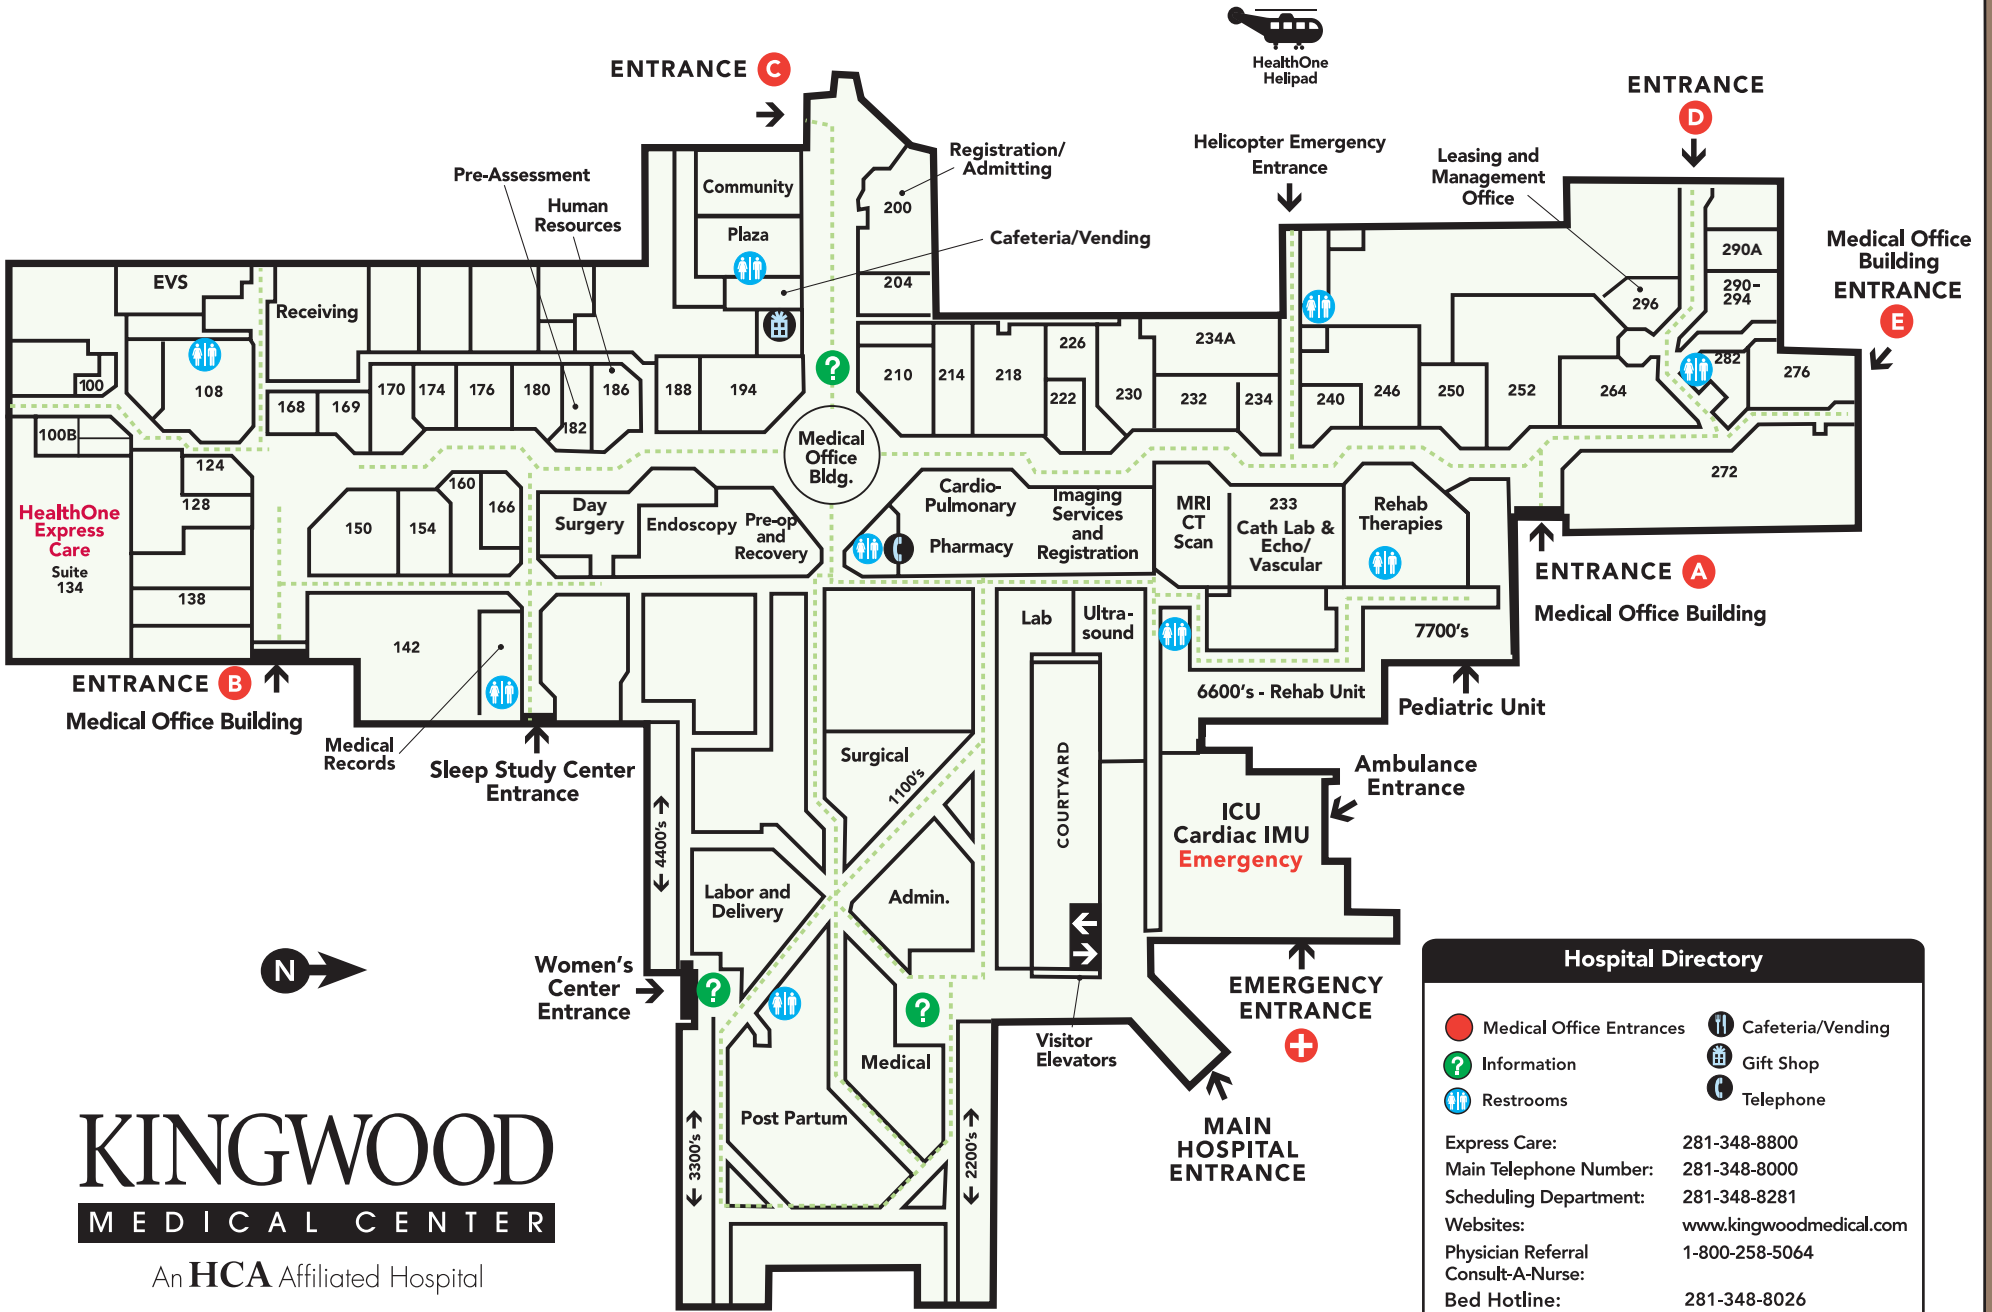 HealthOne
Helipad
ENTRANCE C
ENTRANCE
D
Helicopter Emergency
Entrance
Leasing and
Management
Office
Registration/
Admitting
Pre-Assessment
Human
Resources
Community
200
Plaza
Cafeteria/Vending
290A
Medical Office
Building
ENTRANCE
E
EVS
204
290-
294
296
Receiving
226
234A
282
100
108
170
174
176
180
186
188
194
210
214
218
222
230
232
234
240
246
250
252
264
276
168
169
182
100B
Medical
Office
Bldg.
124
160
272
128
150
154
166
HealthOne
Express
Care
Suite
134
Day
Surgery
Endoscopy
Pre-op
and
Recovery
Cardio-
Pulmonary
Pharmacy
Imaging
Services
and
Registration
MRI
CT
Scan
233
Cath Lab &
Echo/
Vascular
Rehab
Therapies
ENTRANCE A
Medical Office Building
138
142
Lab
Ultra-
sound
7700's
ENTRANCE B
Medical Office Building
6600's - Rehab Unit
Pediatric Unit
Medical
Records
Sleep Study Center
Entrance
Surgical
1100's
COURTYARD
Ambulance
Entrance
4400's
ICU
Cardiac IMU
Emergency
Labor and
Delivery
Admin.
N
Women's
Center
Entrance
EMERGENCY
ENTRANCE
Visitor
Elevators
Medical
Post Partum
3300's
2200's
MAIN
HOSPITAL
ENTRANCE
KINGWOOD
MEDICAL CENTER
An HCA Affiliated Hospital
Hospital Directory
Medical Office Entrances
Cafeteria/Vending
? Information
Gift Shop
Restrooms
Telephone
Express Care: 281-348-8800
Main Telephone Number: 281-348-8000
Scheduling Department: 281-348-8281
Websites: www.kingwoodmedical.com
Physician Referral 1-800-258-5064
Consult-A-Nurse:
Bed Hotline: 281-348-8026